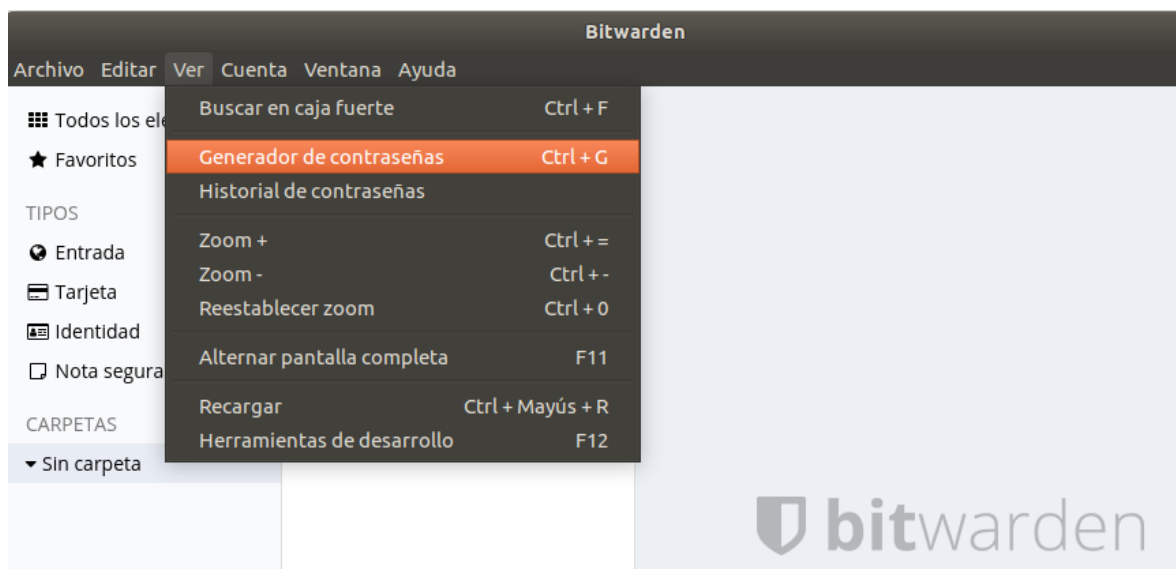 Bitwarden
Archivo Editar Ver Cuenta Ventana Ayuda
Buscar en caja fuerte Ctrl + F
Generador de contraseñas Ctrl + G
Historial de contraseñas
Zoom + Ctrl + =
Zoom - Ctrl + -
Reestablecer zoom Ctrl + 0
Alternar pantalla completa F11
Recargar Ctrl + Mayús + R
Herramientas de desarrollo F12
Todos los
Favoritos
TIPOS
Entrada
Tarjeta
Identidad
Nota segura
CARPETAS
Sin carpeta
bitwarden